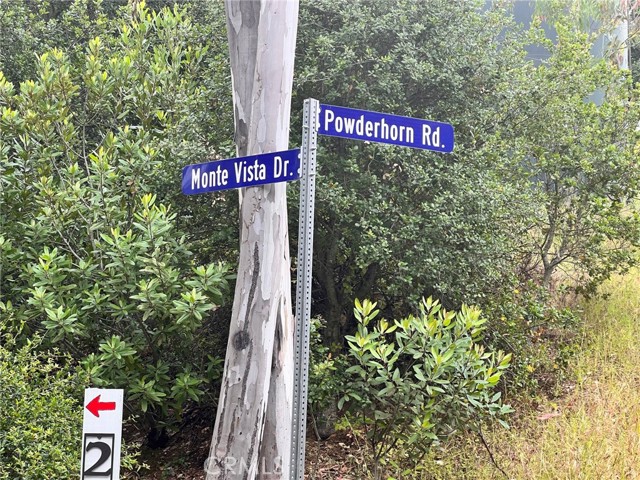 Powderhorn Rd.
Monte Vista Dr.
2
CRMLS